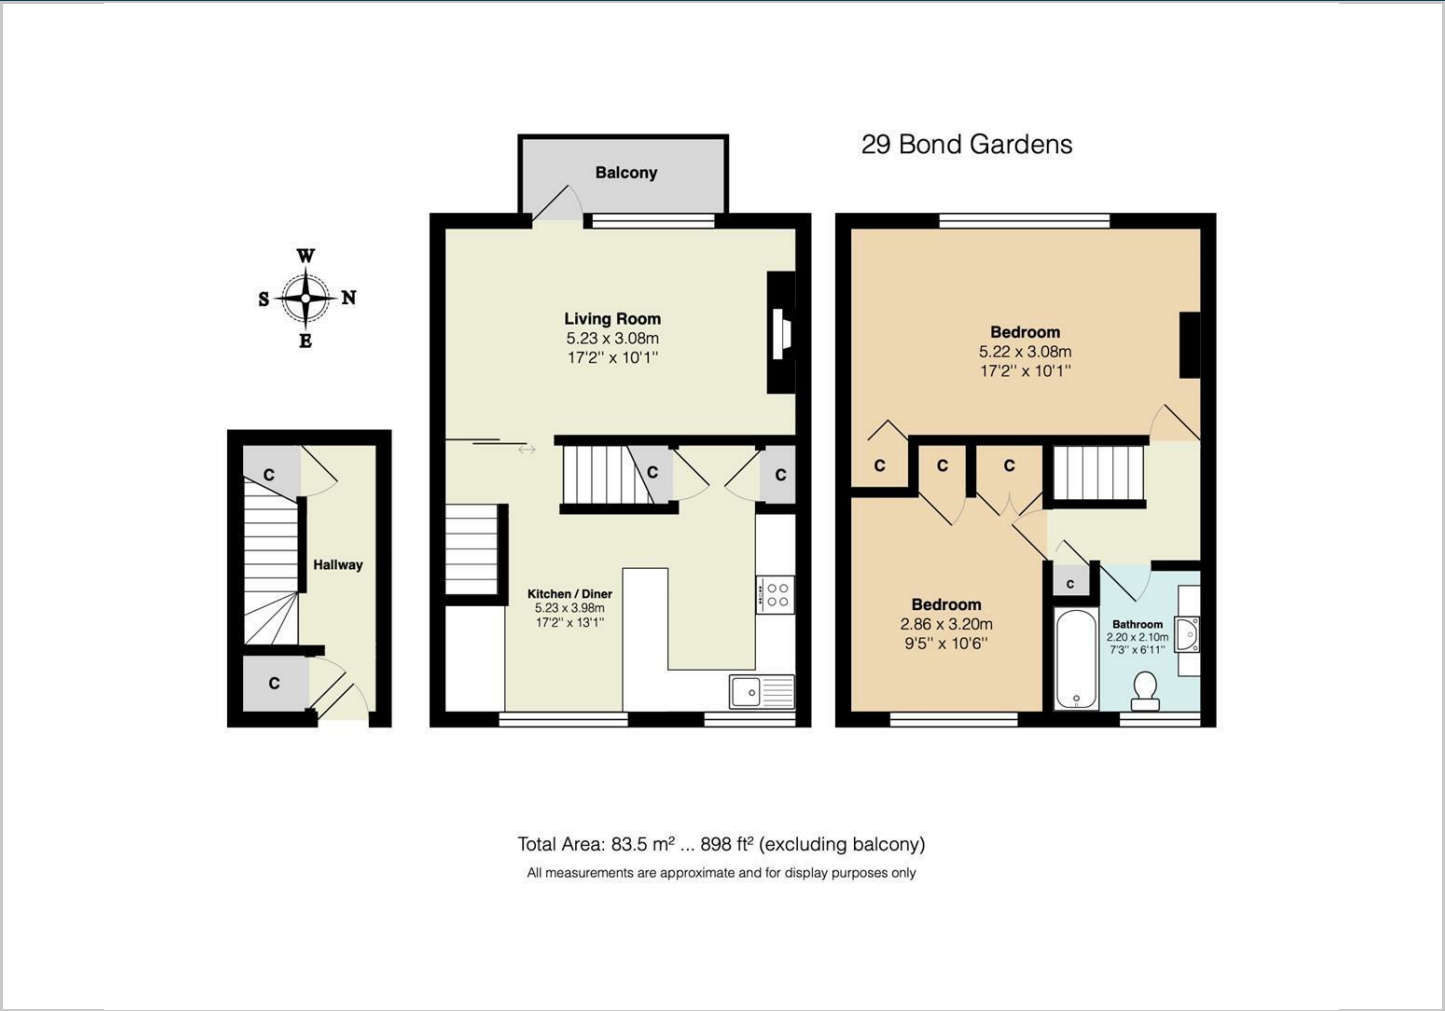 29 Bond Gardens
Balcony
W
S
N
E
Living Room
5.23 x 3.08m
17'2'' x 10'1''
Bedroom
5.22 x 3.08m
17'2'' x 10'1''
C
C
C
C
C
C
Hallway
Kitchen / Diner
5.23 x 3.98m
17'2'' x 13'1''
C
Bedroom
2.86 x 3.20m
9'5'' x 10'6''
Bathroom
2.20 x 2.10m
7'3'' x 6'11''
C
Total Area: 83.5 m² ... 898 ft² (excluding balcony)
All measurements are approximate and for display purposes only